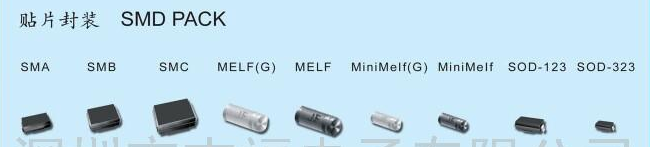 贴片封装 SMD PACK
SMA SMB SMC MELF(G) MELF MiniMelf(G) MiniMelf SOD-123 SOD-323